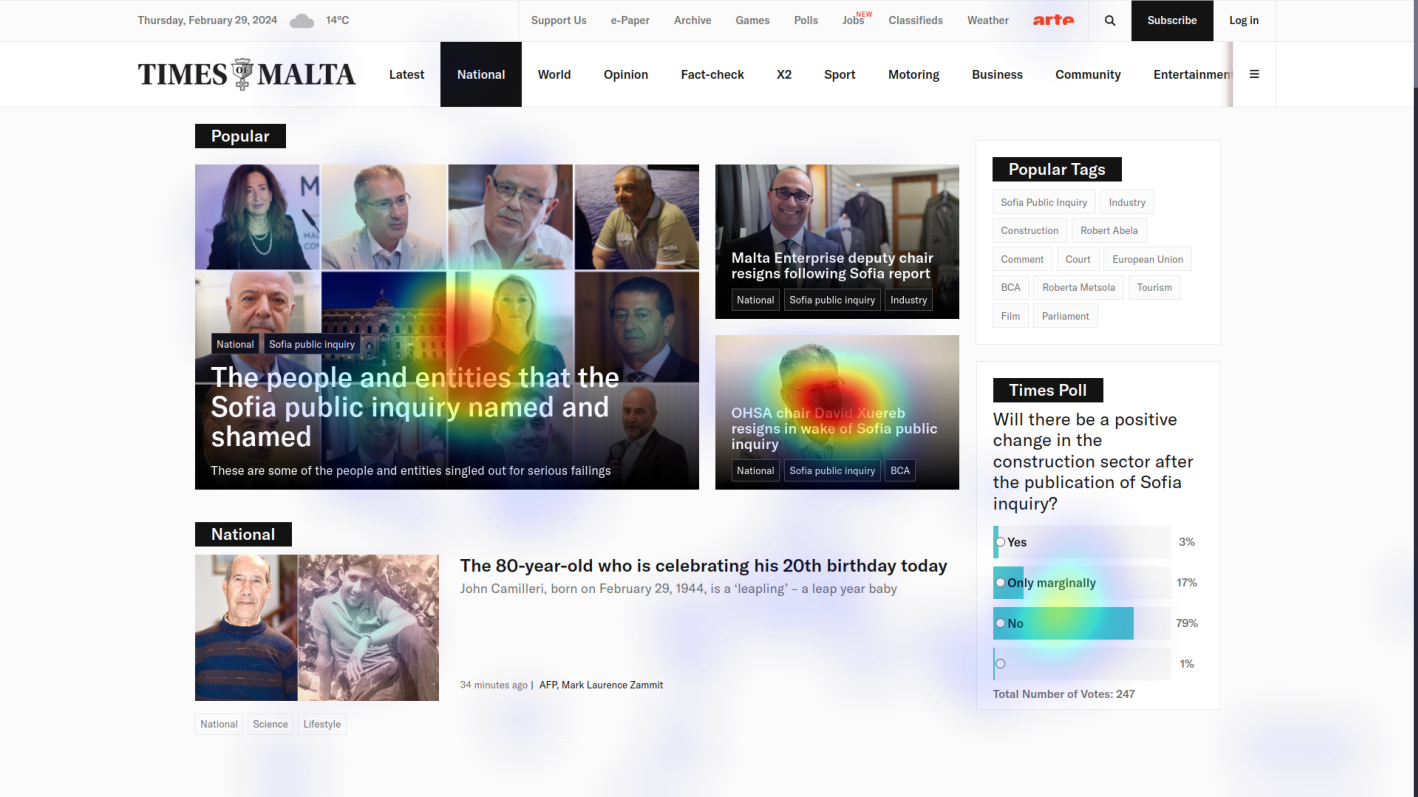 Thursday, February 29, 2024 14°C
Support Us e-Paper Archive Games Polls Jobs NEW Classifieds Weather arte Subscribe Log in
TIMES OF MALTA
Latest National World Opinion Fact-check X2 Sport Motoring Business Community Entertainmen
Popular
National Sofia public inquiry
The people and entities that the
Sofia public inquiry named and
shamed
These are some of the people and entities singled out for serious failings
Malta Enterprise deputy chair
resigns following Sofia report
National Sofia public inquiry Industry
OHSA chair David Xuereb
resigns in wake of Sofia public
inquiry
National Sofia public inquiry BCA
Popular Tags
Sofia Public Inquiry Industry
Construction Robert Abela
Comment Court European Union
BCA Roberta Metsola Tourism
Film Parliament
Times Poll
Will there be a positive
change in the
construction sector after
the publication of Sofia
inquiry?
Yes 3%
Only marginally 17%
No 79%
1%
Total Number of Votes: 247
National
The 80-year-old who is celebrating his 20th birthday today
John Camilleri, born on February 29, 1944, is a ‘leapling’ – a leap year baby
34 minutes ago | AFP, Mark Laurence Zammit
National Science Lifestyle